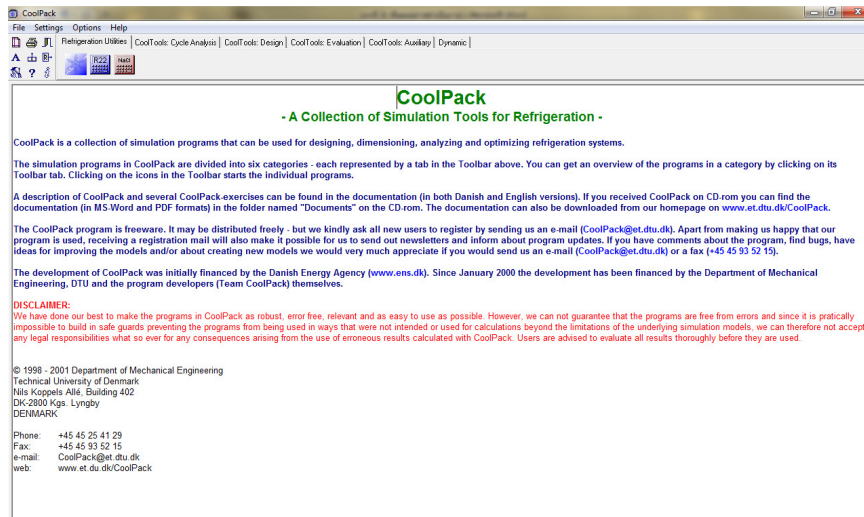 CoolPack
File Settings Options Help
Refrigeration Utilities CoolTools: Cycle Analysis CoolTools: Design CoolTools: Evaluation CoolTools: Auxiliary Dynamic
A
R22 NaCl
?
CoolPack
- A Collection of Simulation Tools for Refrigeration -
CoolPack is a collection of simulation programs that can be used for designing, dimensioning, analyzing and optimizing refrigeration systems.
The simulation programs in CoolPack are divided into six categories - each represented by a tab in the Toolbar above. You can get an overview of the programs in a category by clicking on its
Toolbar tab. Clicking on the icons in the Toolbar starts the individual programs.
A description of CoolPack and several CoolPack-exercises can be found in the documentation (in both Danish and English versions). If you received CoolPack on CD-rom you can find the
documentation (in MS-Word and PDF formats) in the folder named "Documents" on the CD-rom. The documentation can also be downloaded from our homepage on www.et.dtu.dk/CoolPack.
The CoolPack program is freeware. It may be distributed freely - but we kindly ask all new users to register by sending us an e-mail (CoolPack@et.dtu.dk). Apart from making us happy that our
program is used, receiving a registration mail will also make it possible for us to send out newsletters and inform about program updates. If you have comments about the program, find bugs, have
ideas for improving the models and/or about creating new models we would very much appreciate if you would send us an e-mail (CoolPack@et.dtu.dk) or a fax (+45 45 93 52 15).
The development of CoolPack was initially financed by the Danish Energy Agency (www.ens.dk). Since January 2000 the development has been financed by the Department of Mechanical
Engineering, DTU and the program developers (Team CoolPack) themselves.
DISCLAIMER:
We have done our best to make the programs in CoolPack as robust, error free, relevant and as easy to use as possible. However, we can not guarantee that the programs are free from errors and since it is pratically
impossible to build in safe guards preventing the programs from being used in ways that were not intended or used for calculations beyond the limitations of the underlying simulation models, we can therefore not accept
any legal responsibilities what so ever for any consequences arising from the use of erroneous results calculated with CoolPack. Users are advised to evaluate all results thoroughly before they are used.
© 1998 - 2001 Department of Mechanical Engineering
Technical University of Denmark
Nils Koppels Allé, Building 402
DK-2800 Kgs. Lyngby
DENMARK
Phone: +45 45 25 41 29
Fax: +45 45 93 52 15
e-mail: CoolPack@et.dtu.dk
web: www.et.du.dk/CoolPack